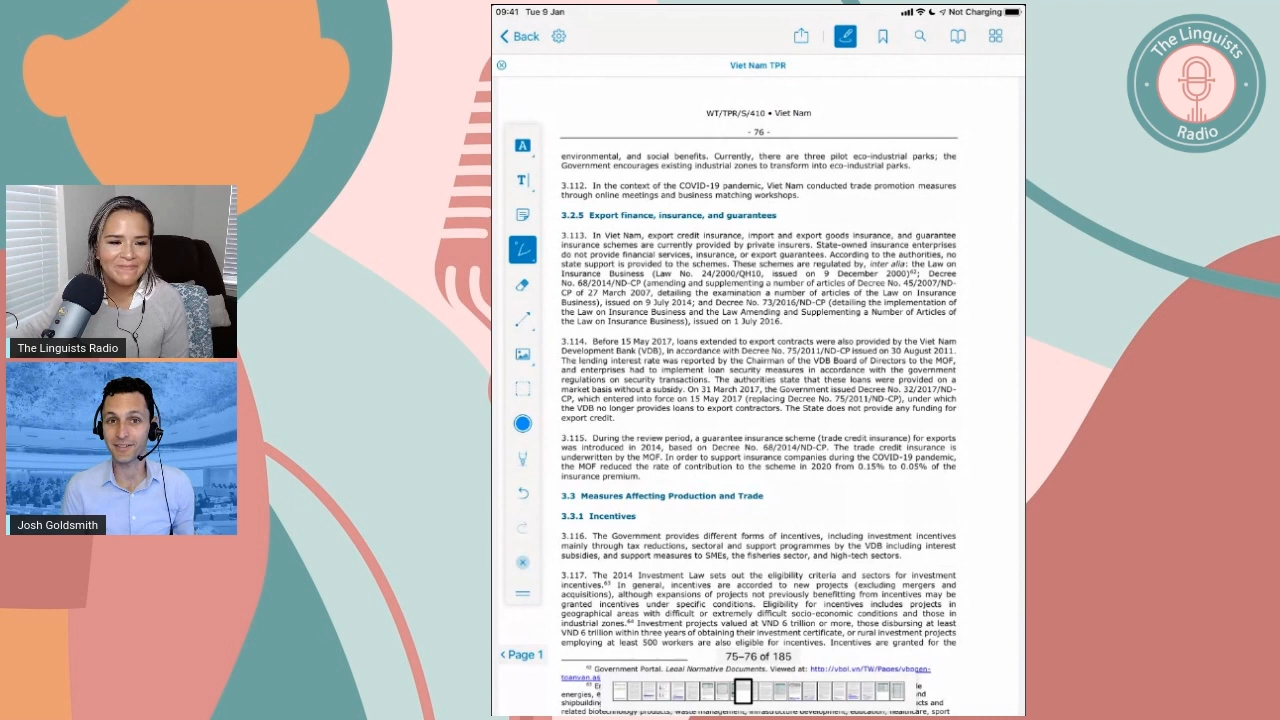 09:41 Tue 9 Jan
Not Charging
Back
Viet Nam TPR
The Linguists
Radio
WT/TPR/S/410 • Viet Nam
- 76 -
environmental, and social benefits. Currently, there are three pilot eco-industrial parks; the
Government encourages existing industrial zones to transform into eco-industrial parks.
3.112. In the context of the COVID-19 pandemic, Viet Nam conducted trade promotion measures
through online meetings and business matching workshops.
3.2.5 Export finance, insurance, and guarantees
3.113. In Viet Nam, export credit insurance, import and export goods insurance, and guarantee
insurance schemes are currently provided by private insurers. State-owned insurance enterprises
do not provide financial services, insurance, or export guarantees. According to the authorities, no
state support is provided to the schemes. These schemes are regulated by, inter alia: the Law on
Insurance Business (Law No. 24/2000/QH10, issued on 9 December 2000)⁶²; Decree
No. 68/2014/ND-CP (amending and supplementing a number of articles of Decree No. 45/2007/ND-
CP of 27 March 2007, detailing the examination a number of articles of the Law on Insurance
Business), issued on 9 July 2014; and Decree No. 73/2016/ND-CP (detailing the implementation of
the Law on Insurance Business and the Law Amending and Supplementing a Number of Articles of
the Law on Insurance Business), issued on 1 July 2016.
3.114. Before 15 May 2017, loans extended to export contracts were also provided by the Viet Nam
Development Bank (VDB), in accordance with Decree No. 75/2011/ND-CP issued on 30 August 2011.
The lending interest rate was reported by the Chairman of the VDB Board of Directors to the MOF,
and enterprises had to implement loan security measures in accordance with the government
regulations on security transactions. The authorities state that these loans were provided on a
market basis without a subsidy. On 31 March 2017, the Government issued Decree No. 32/2017/ND-
CP, which entered into force on 15 May 2017 (replacing Decree No. 75/2011/ND-CP), under which
the VDB no longer provides loans to export contractors. The State does not provide any funding for
export credit.
3.115. During the review period, a guarantee insurance scheme (trade credit insurance) for exports
was introduced in 2014, based on Decree No. 68/2014/ND-CP. The trade credit insurance is
underwritten by the MOF. In order to support insurance companies during the COVID-19 pandemic,
the MOF reduced the rate of contribution to the scheme in 2020 from 0.15% to 0.05% of the
insurance premium.
3.3 Measures Affecting Production and Trade
3.3.1 Incentives
3.116. The Government provides different forms of incentives, including investment incentives
mainly through tax reductions, sectoral and support programmes by the VDB including interest
subsidies, and support measures to SMEs, the fisheries sector, and high-tech sectors.
3.117. The 2014 Investment Law sets out the eligibility criteria and sectors for investment
incentives.⁶³ In general, incentives are accorded to new projects (excluding mergers and
acquisitions), although expansions of projects not previously benefitting from incentives may be
granted incentives under specific conditions. Eligibility for incentives includes projects in
geographical areas with difficult or extremely difficult socio-economic conditions and those in
industrial zones.⁶⁴ Investment projects valued at VND 6 trillion or more, those disbursing at least
VND 6 trillion within three years of obtaining their investment certificate, or rural investment projects
employing at least 500 workers are also eligible for incentives. Incentives are granted for the
Page 1
75–76 of 185
⁶² Government Portal. Legal Normative Documents. Viewed at: http://vbpl.vn/TW/Pages/vbqgen-
toanvan.as
energies, e
shipbuilding
related biotechnology products; waste management; infrastructure development; education, healthcare, sport
The Linguists Radio
Josh Goldsmith